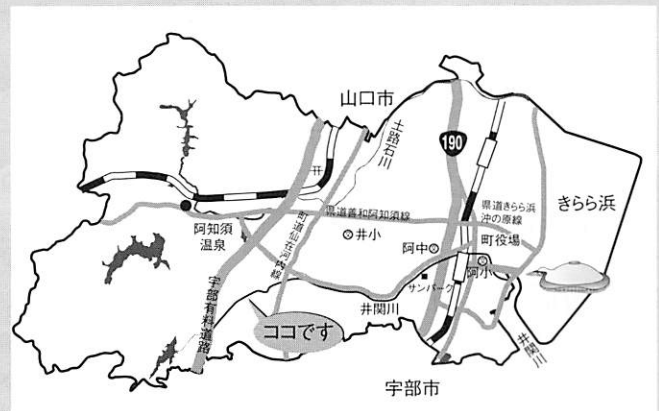 山口市
土路石川
190
県道きらら浜
沖の原線
きらら浜
町役場
県道善和阿知須線
井小
阿中
阿小
阿知須
温泉
町道仙在河内線
宇部有料道路
サンパーク
井関川
ココです
井関川
宇部市